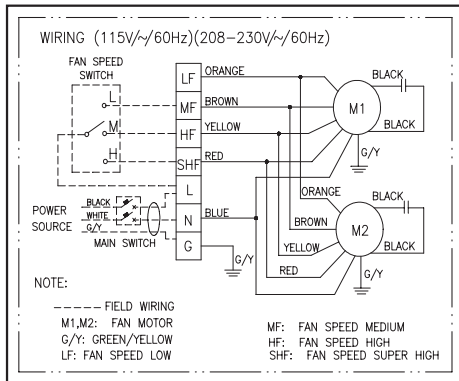 WIRING (115V/~/60Hz)(208-230V/~/60Hz)
FAN SPEED
SWITCH
L
M
H
LF
MF
HF
SHF
L
N
G
ORANGE
BROWN
YELLOW
RED
BLUE
G/Y
M1
BLACK
BLACK
G/Y
ORANGE
BROWN
YELLOW
RED
M2
BLACK
BLACK
G/Y
POWER
SOURCE
BLACK
WHITE
G/Y
MAIN SWITCH
NOTE:
------ FIELD WIRING
M1,M2: FAN MOTOR
G/Y: GREEN/YELLOW
LF: FAN SPEED LOW
MF: FAN SPEED MEDIUM
HF: FAN SPEED HIGH
SHF: FAN SPEED SUPER HIGH